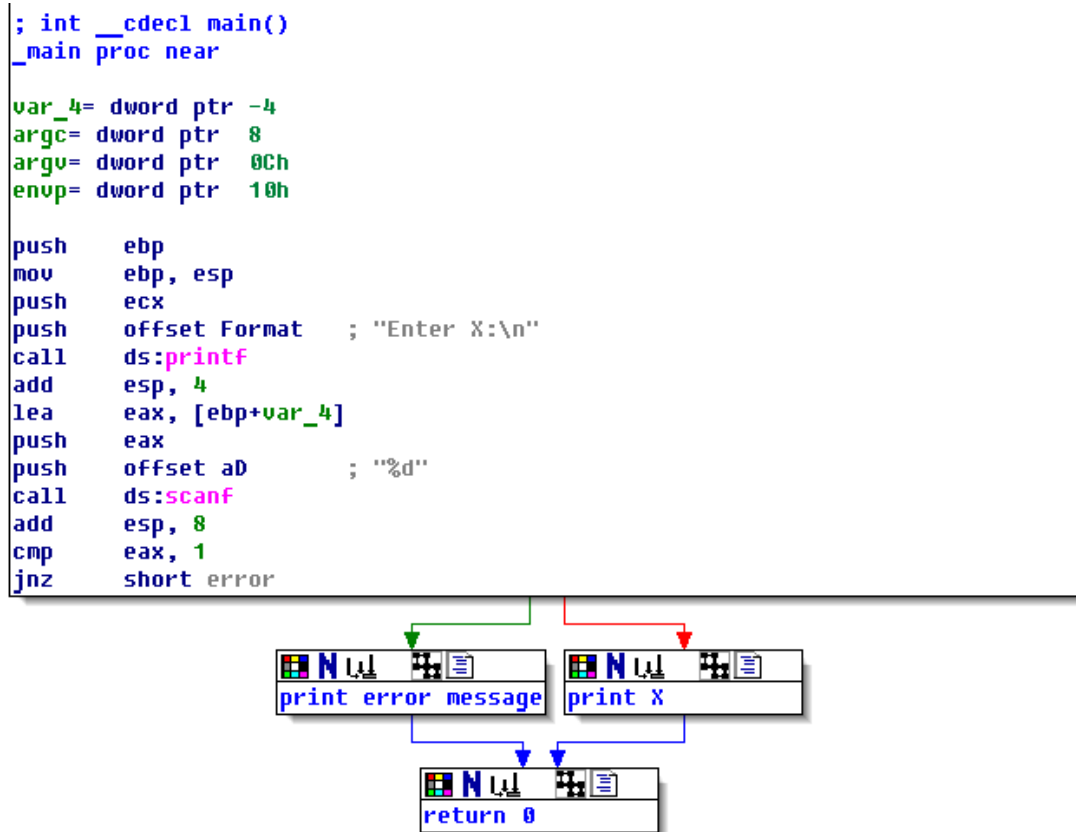 ; int __cdecl main()
_main proc near
var_4= dword ptr -4
argc= dword ptr  8
argv= dword ptr  0Ch
envp= dword ptr  10h
push    ebp
mov     ebp, esp
push    ecx
push    offset Format   ; "Enter X:\n"
call    ds:printf
add     esp, 4
lea     eax, [ebp+var_4]
push    eax
push    offset aD       ; "%d"
call    ds:scanf
add     esp, 8
cmp     eax, 1
jnz     short error
print error message
print X
return 0